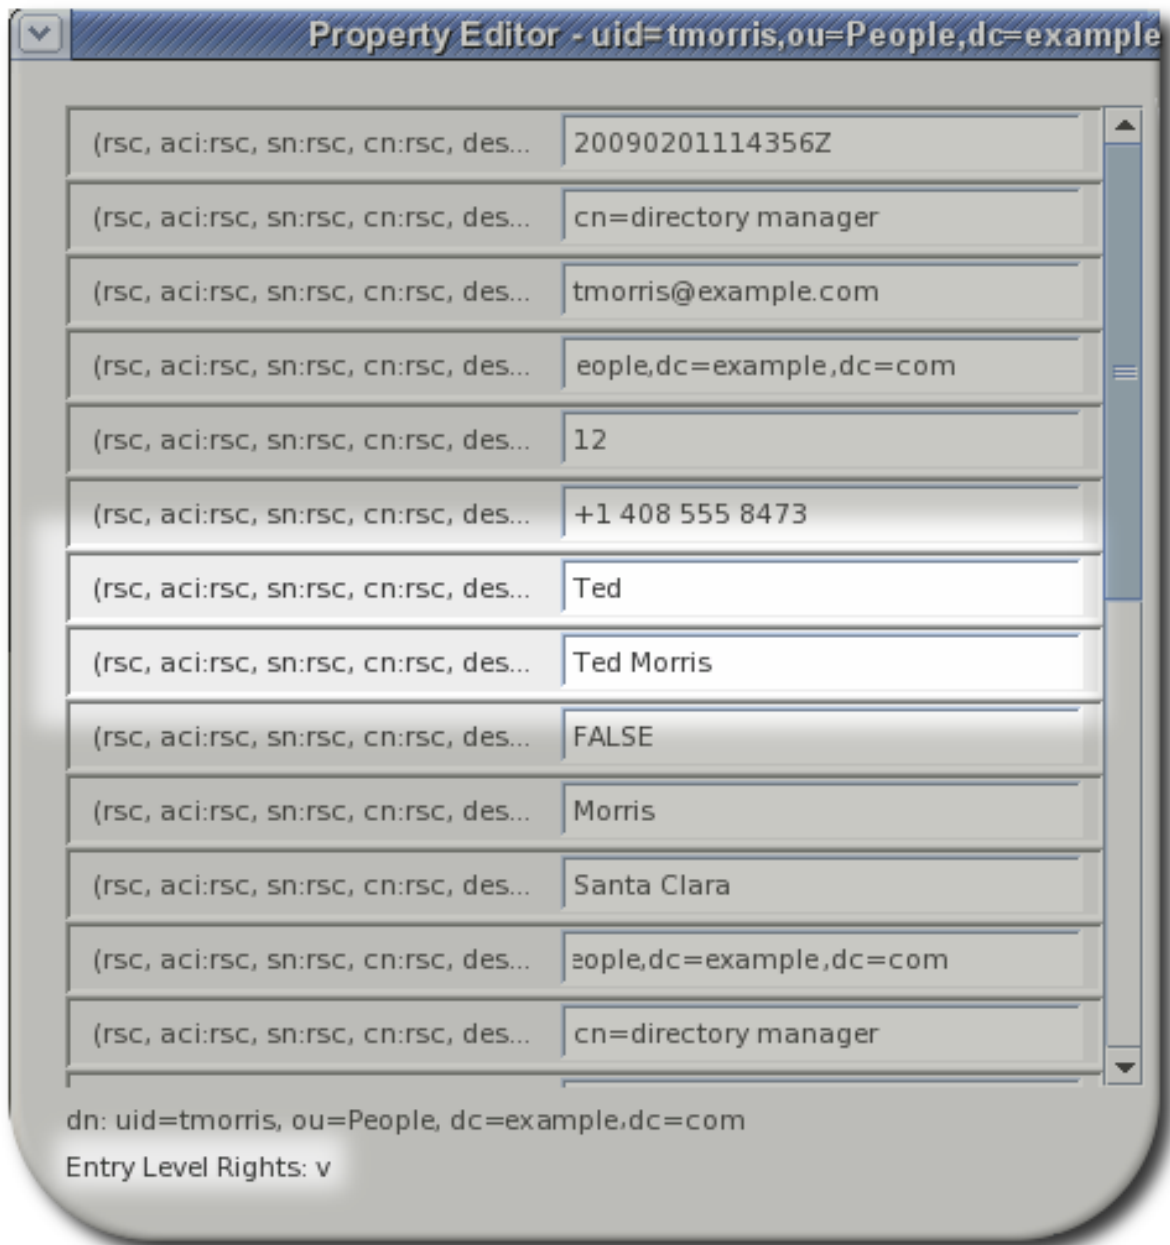 Property Editor - uid=tmorris,ou=People,dc=example
(rsc, aci:rsc, sn:rsc, cn:rsc, des... 20090201114356Z
(rsc, aci:rsc, sn:rsc, cn:rsc, des... cn=directory manager
(rsc, aci:rsc, sn:rsc, cn:rsc, des... tmorris@example.com
(rsc, aci:rsc, sn:rsc, cn:rsc, des... eople,dc=example,dc=com
(rsc, aci:rsc, sn:rsc, cn:rsc, des... 12
(rsc, aci:rsc, sn:rsc, cn:rsc, des... +1 408 555 8473
(rsc, aci:rsc, sn:rsc, cn:rsc, des... Ted
(rsc, aci:rsc, sn:rsc, cn:rsc, des... Ted Morris
(rsc, aci:rsc, sn:rsc, cn:rsc, des... FALSE
(rsc, aci:rsc, sn:rsc, cn:rsc, des... Morris
(rsc, aci:rsc, sn:rsc, cn:rsc, des... Santa Clara
(rsc, aci:rsc, sn:rsc, cn:rsc, des... eople,dc=example,dc=com
(rsc, aci:rsc, sn:rsc, cn:rsc, des... cn=directory manager
dn: uid=tmorris, ou=People, dc=example,dc=com
Entry Level Rights: v